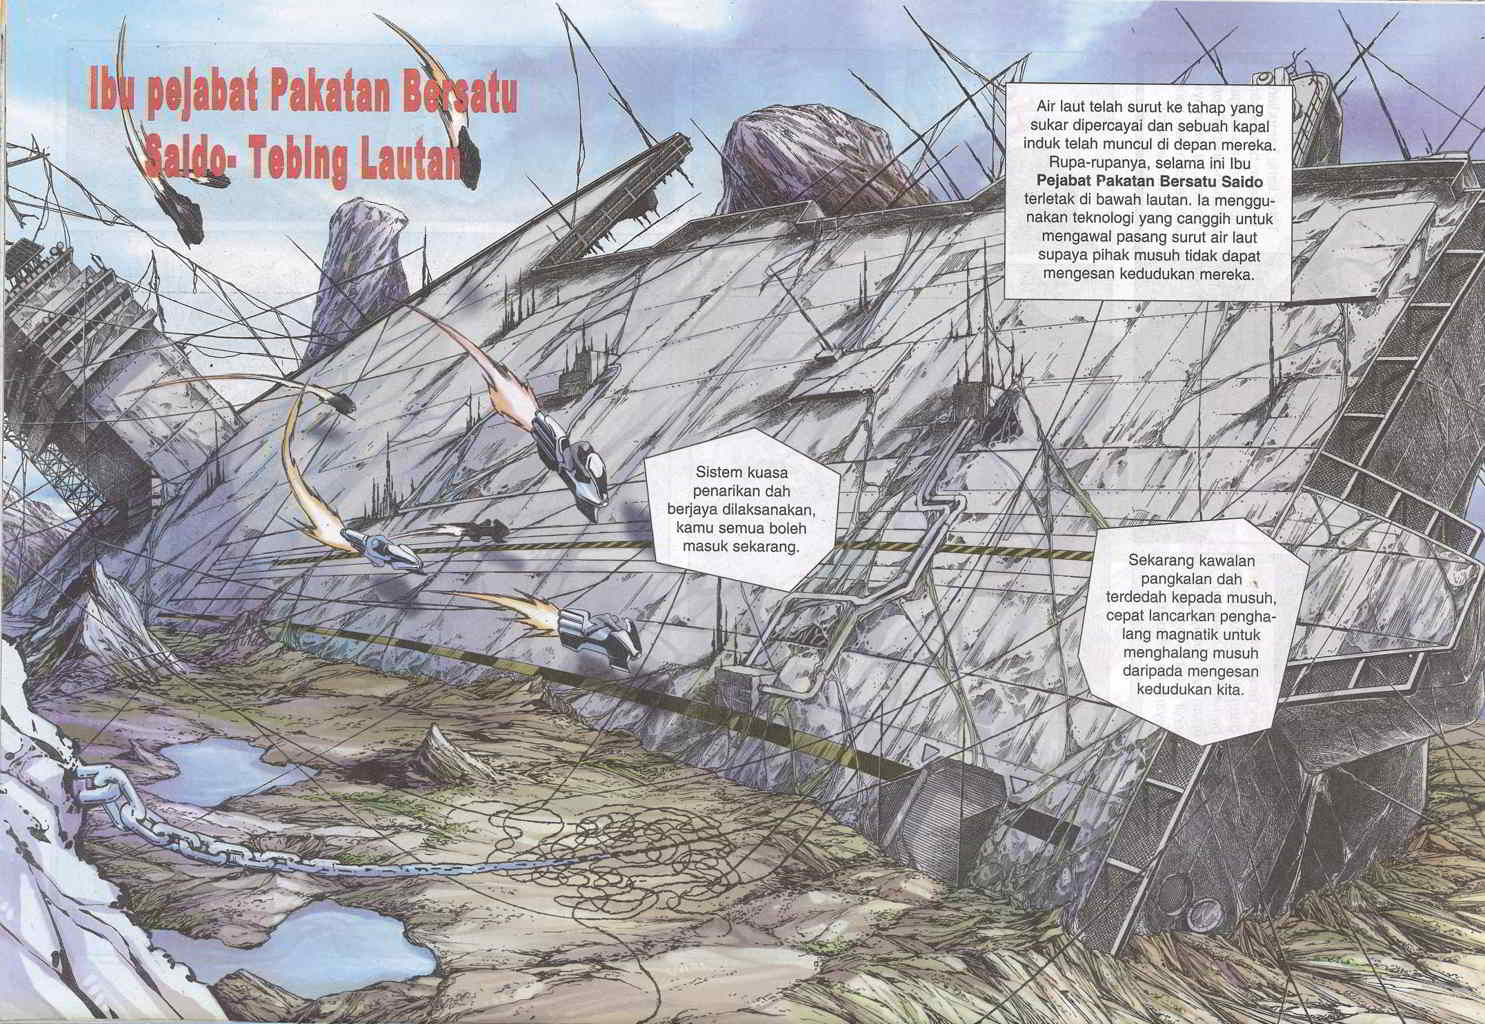 Ibu pejabat Pakatan Bersatu
Saido- Tebing Lautan
Air laut telah surut ke tahap yang
sukar dipercayai dan sebuah kapal
induk telah muncul di depan mereka.
Rupa-rupanya, selama ini Ibu
Pejabat Pakatan Bersatu Saido
terletak di bawah lautan. Ia menggu-
nakan teknologi yang canggih untuk
mengawal pasang surut air laut
supaya pihak musuh tidak dapat
mengesan kedudukan mereka.
Sistem kuasa
penarikan dah
berjaya dilaksanakan,
kamu semua boleh
masuk sekarang.
Sekarang kawalan
pangkalan dah
terdedah kepada musuh,
cepat lancarkan pengha-
lang magnatik untuk
menghalang musuh
daripada mengesan
kedudukan kita.